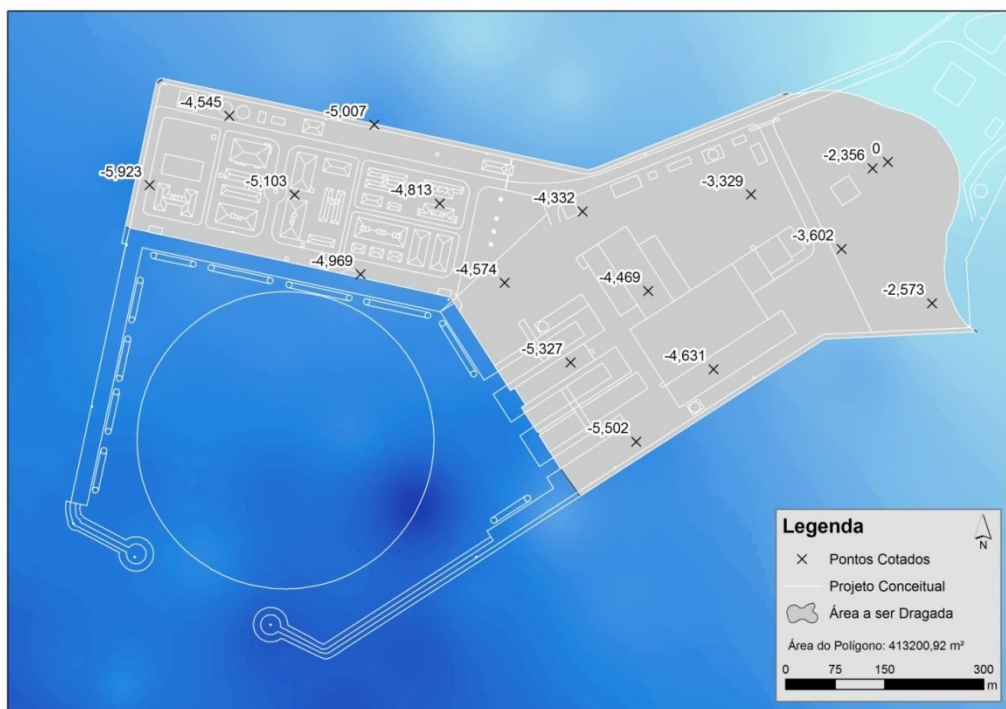 -4,545
-5,007
-5,923
-5,103
-4,813
-4,332
-3,329
-2,356
0
-3,602
-4,969
-4,574
-4,469
-2,573
-5,327
-4,631
-5,502
Legenda
N
Pontos Cotados
Projeto Conceitual
Área a ser Dragada
Área do Polígono: 413200,92 m²
0 75 150 300
m